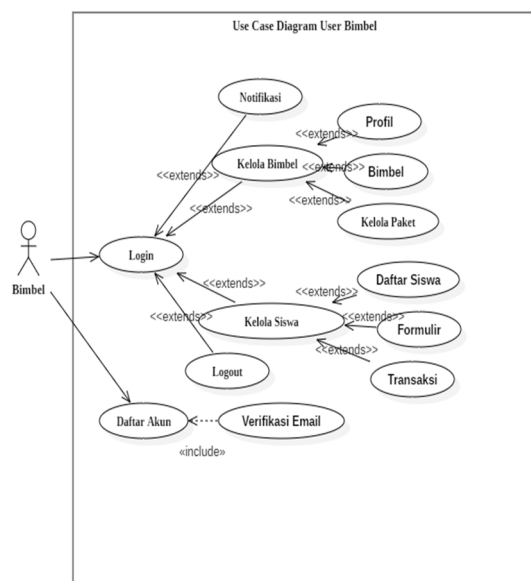 Use Case Diagram User Bimbel
Notifikasi
<<extends>>
Profil
Kelola Bimbel
<<extends>>
Bimbel
<<extends>>
<<extends>>
<<extends>>
Kelola Paket
Login
Bimbel
<<extends>>
<<extends>>
Daftar Siswa
<<extends>>
Kelola Siswa
<<extends>>
Formulir
<<extends>>
Logout
Transaksi
Daftar Akun
Verifikasi Email
«include»